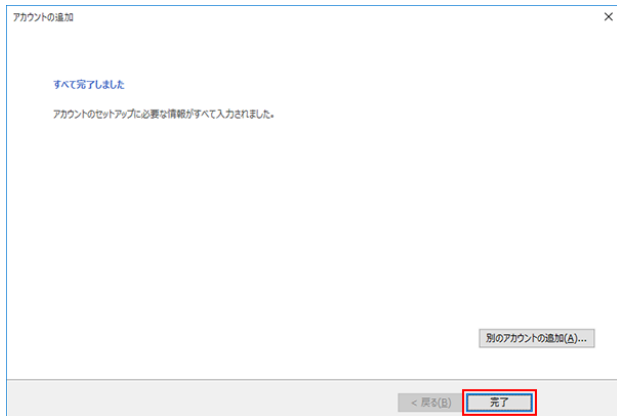 アカウントの追加
すべて完了しました
アカウントのセットアップに必要な情報がすべて入力されました。
別のアカウントの追加(A)...
< 戻る(B)
完了